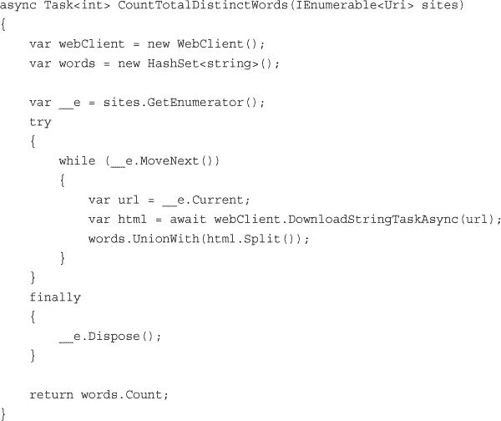 async Task<int> CountTotalDistinctWords(IEnumerable<Uri> sites)
{
    var webClient = new WebClient();
    var words = new HashSet<string>();

    var __e = sites.GetEnumerator();
    try
    {
        while (__e.MoveNext())
        {
            var url = __e.Current;
            var html = await webClient.DownloadStringTaskAsync(url);
            words.UnionWith(html.Split());
        }
    }
    finally
    {
        __e.Dispose();
    }

    return words.Count;
}